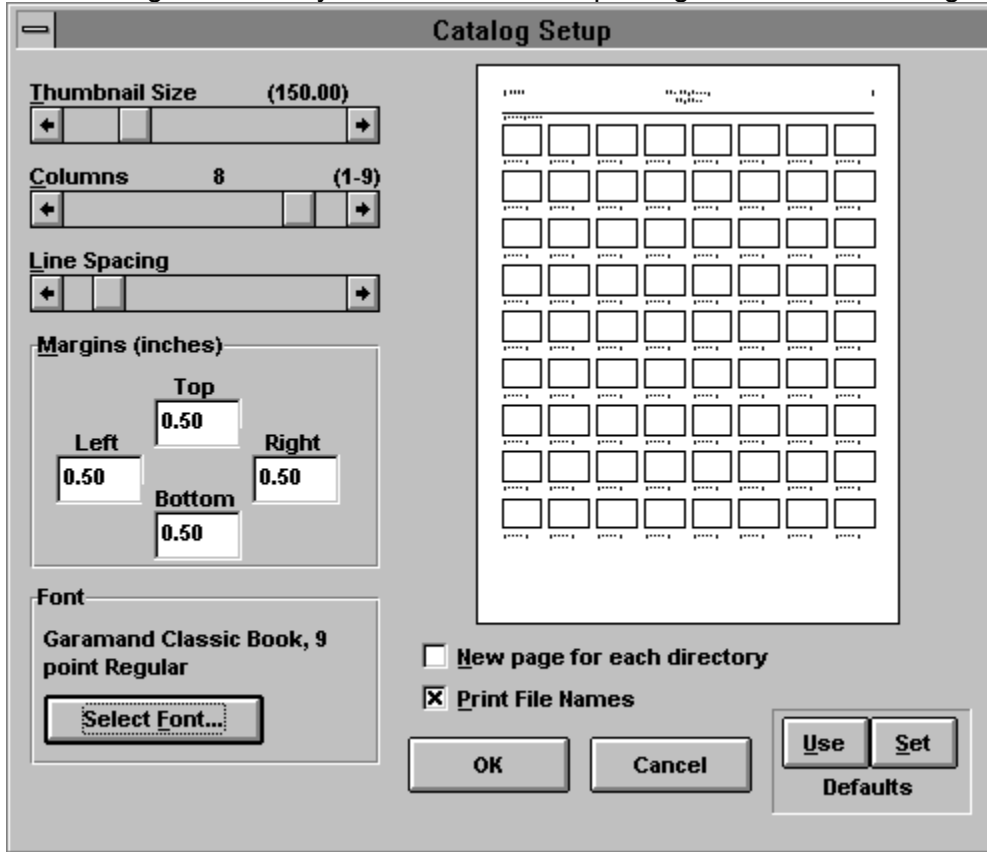 Catalog Setup
Thumbnail Size (150.00)
Columns 8 (1-9)
Line Spacing
Margins (inches)
Top
0.50
Left
0.50
Right
0.50
Bottom
0.50
Font
Garamand Classic Book, 9
point Regular
Select Font...
New page for each directory
Print File Names
OK
Cancel
Use
Set
Defaults